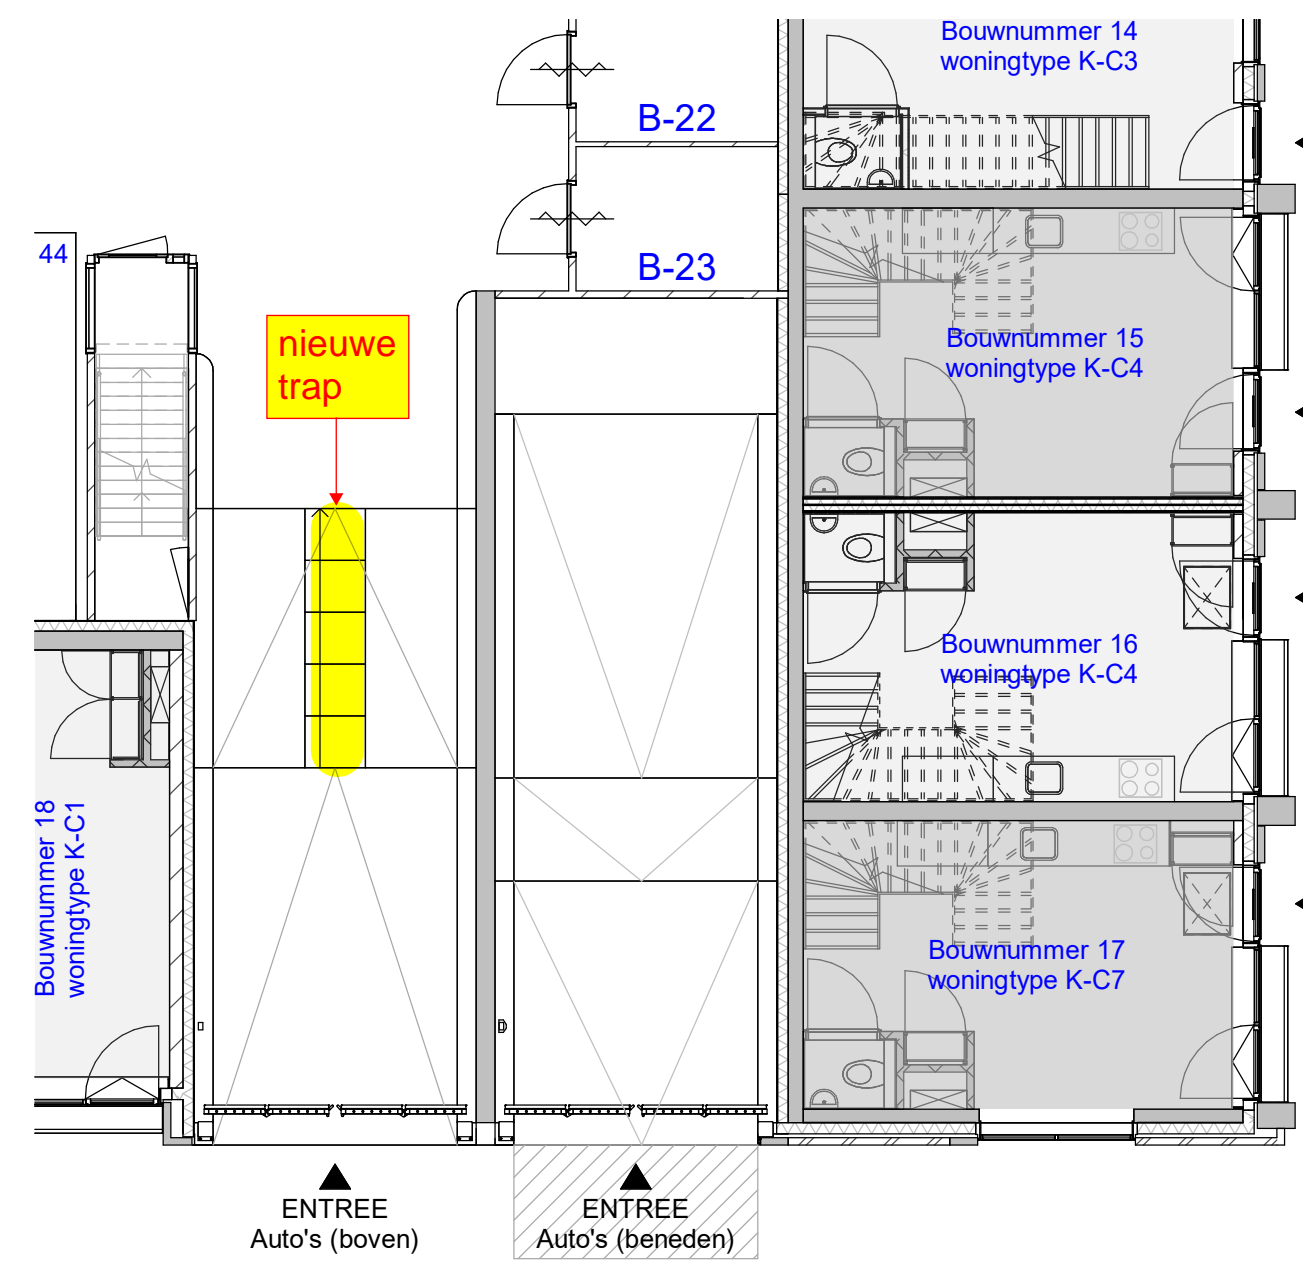 Bouwnummer 14
woningtype K-C3
B-22
44
B-23
nieuwe
trap
Bouwnummer 15
woningtype K-C4
Bouwnummer 16
woningtype K-C4
Bouwnummer 18
woningtype K-C1
Bouwnummer 17
woningtype K-C7
ENTREE
Auto's (boven)
ENTREE
Auto's (beneden)